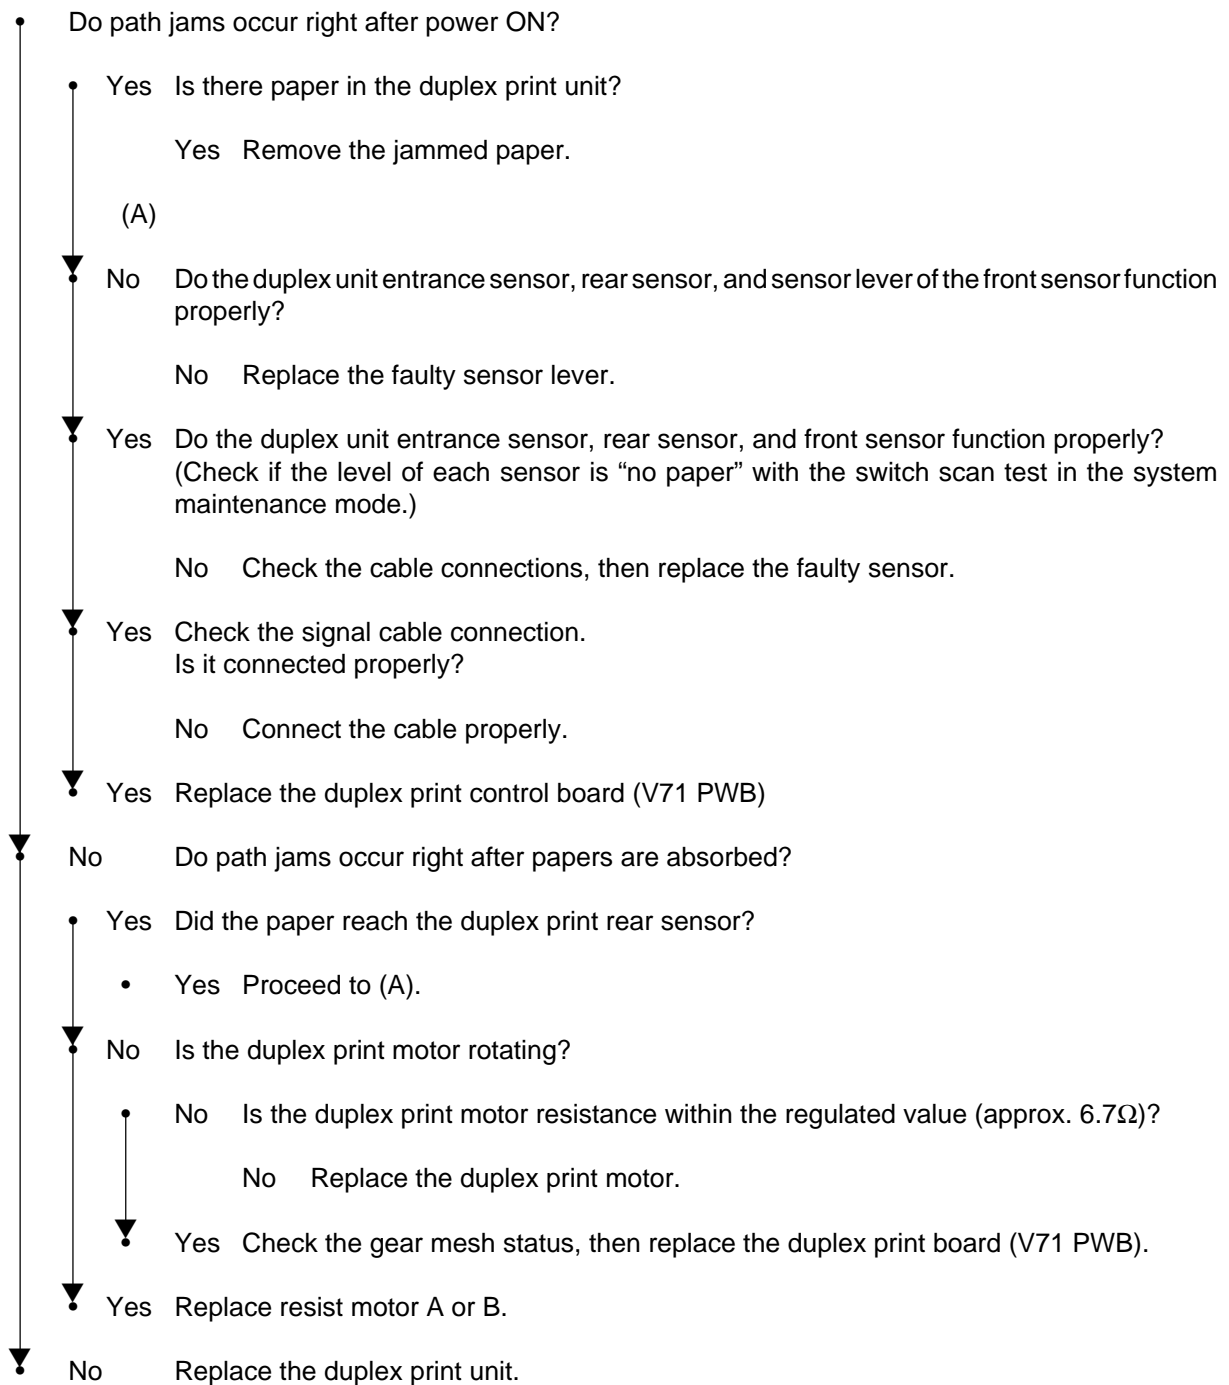 Do path jams occur right after power ON?
Yes Is there paper in the duplex print unit?
Yes Remove the jammed paper.
(A)
No Do the duplex unit entrance sensor, rear sensor, and sensor lever of the front sensor function
properly?
No Replace the faulty sensor lever.
Yes Do the duplex unit entrance sensor, rear sensor, and front sensor function properly?
(Check if the level of each sensor is “no paper” with the switch scan test in the system
maintenance mode.)
No Check the cable connections, then replace the faulty sensor.
Yes Check the signal cable connection.
Is it connected properly?
No Connect the cable properly.
Yes Replace the duplex print control board (V71 PWB)
No Do path jams occur right after papers are absorbed?
Yes Did the paper reach the duplex print rear sensor?
• Yes Proceed to (A).
No Is the duplex print motor rotating?
No Is the duplex print motor resistance within the regulated value (approx. 6.7Ω)?
No Replace the duplex print motor.
Yes Check the gear mesh status, then replace the duplex print board (V71 PWB).
Yes Replace resist motor A or B.
No Replace the duplex print unit.